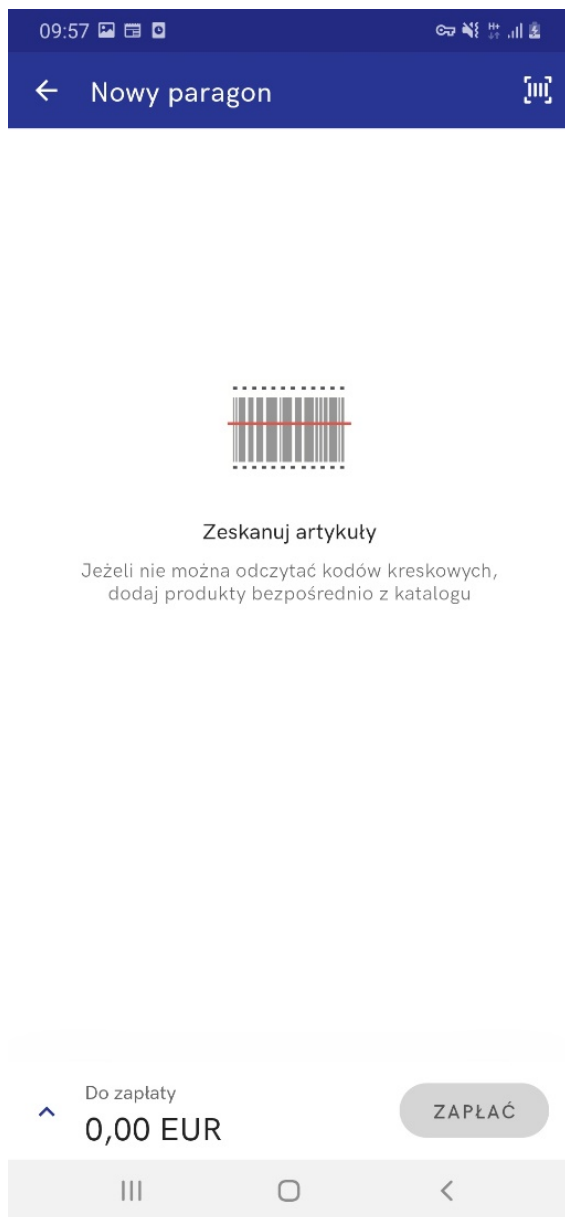 09:57
Nowy paragon
Zeskanuj artykuły
Jeżeli nie można odczytać kodów kreskowych,
dodaj produkty bezpośrednio z katalogu
Do zapłaty
0,00 EUR
ZAPŁAĆ